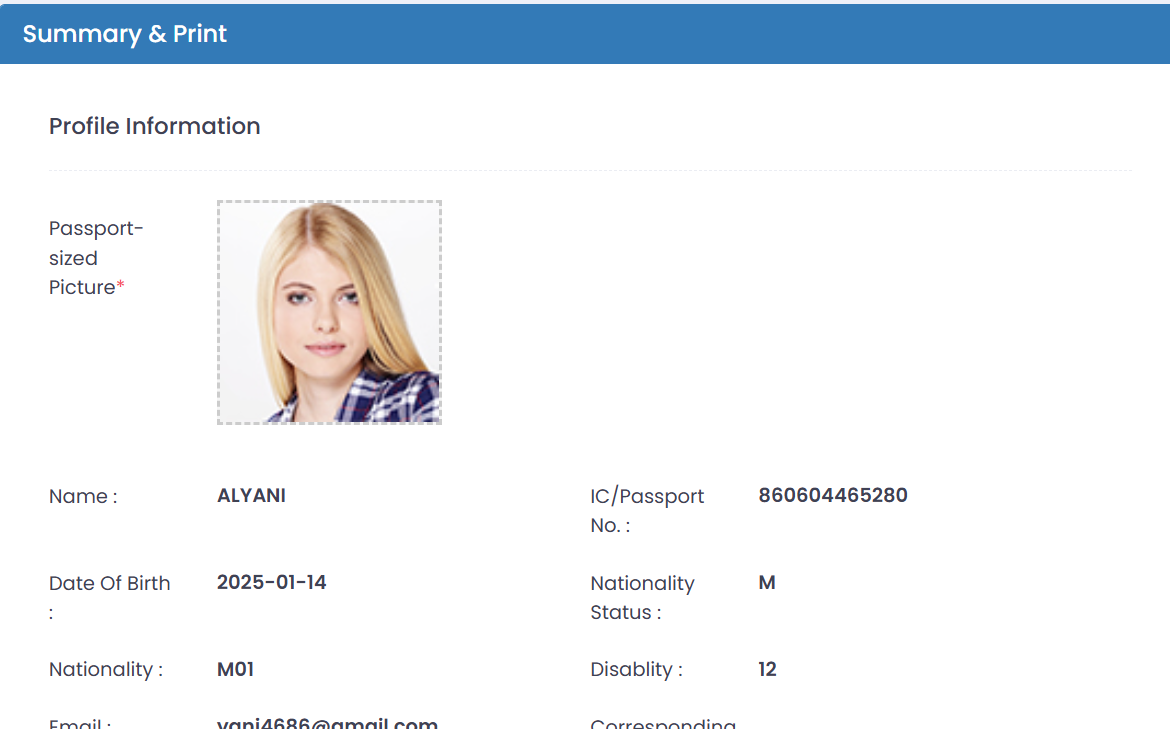 Summary & Print
Profile Information
Passport-
sized
Picture*
Name :
ALYANI
IC/Passport
No. :
860604465280
Date Of Birth
:
2025-01-14
Nationality
Status :
M
Nationality :
M01
Disablity :
12
Email :
yani4686@gmail.com
Corresponding